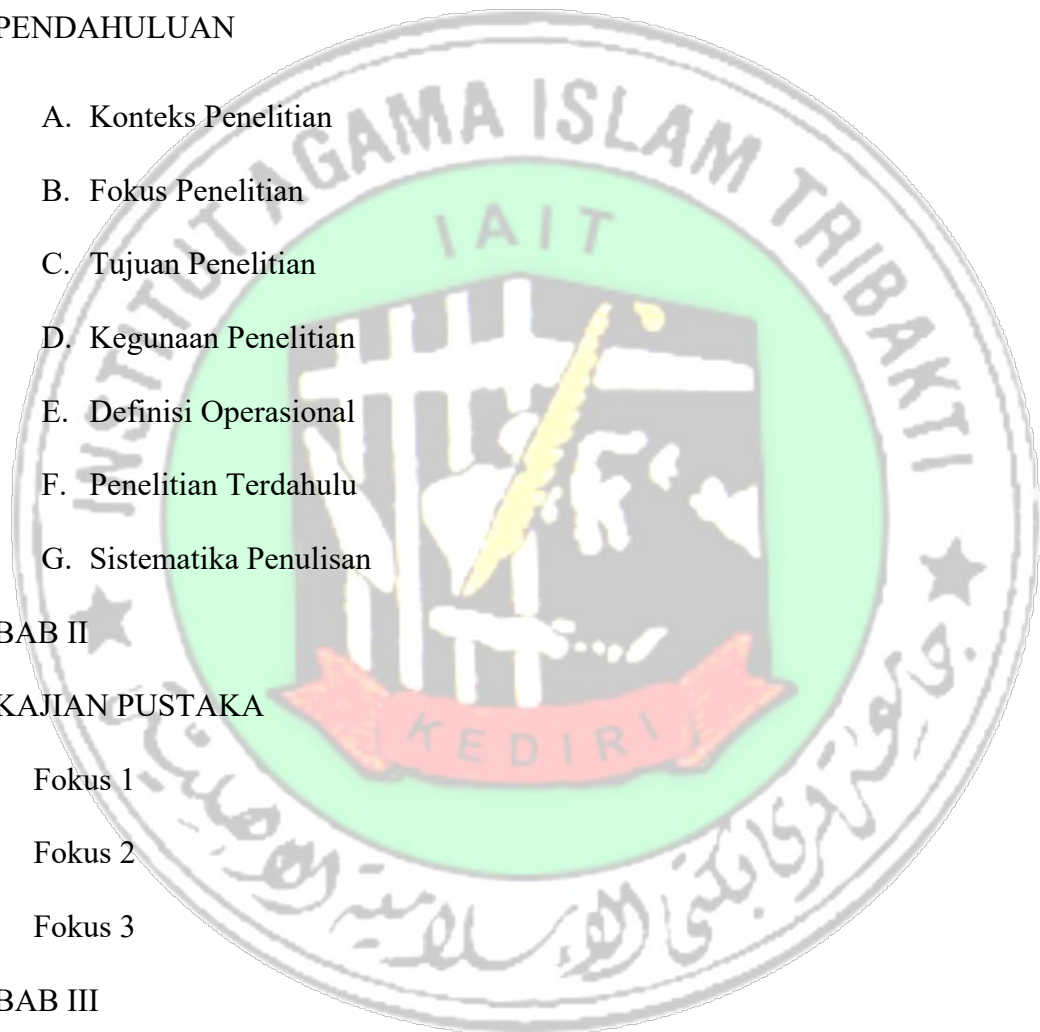 PENDAHULUAN
A. Konteks Penelitian
B. Fokus Penelitian
C. Tujuan Penelitian
D. Kegunaan Penelitian
E. Definisi Operasional
F. Penelitian Terdahulu
G. Sistematika Penulisan
BAB II
KAJIAN PUSTAKA
Fokus 1
Fokus 2
Fokus 3
BAB III
INSTITUT AGAMA ISLAM TRIBAKTI
IAIT
KEDIRI